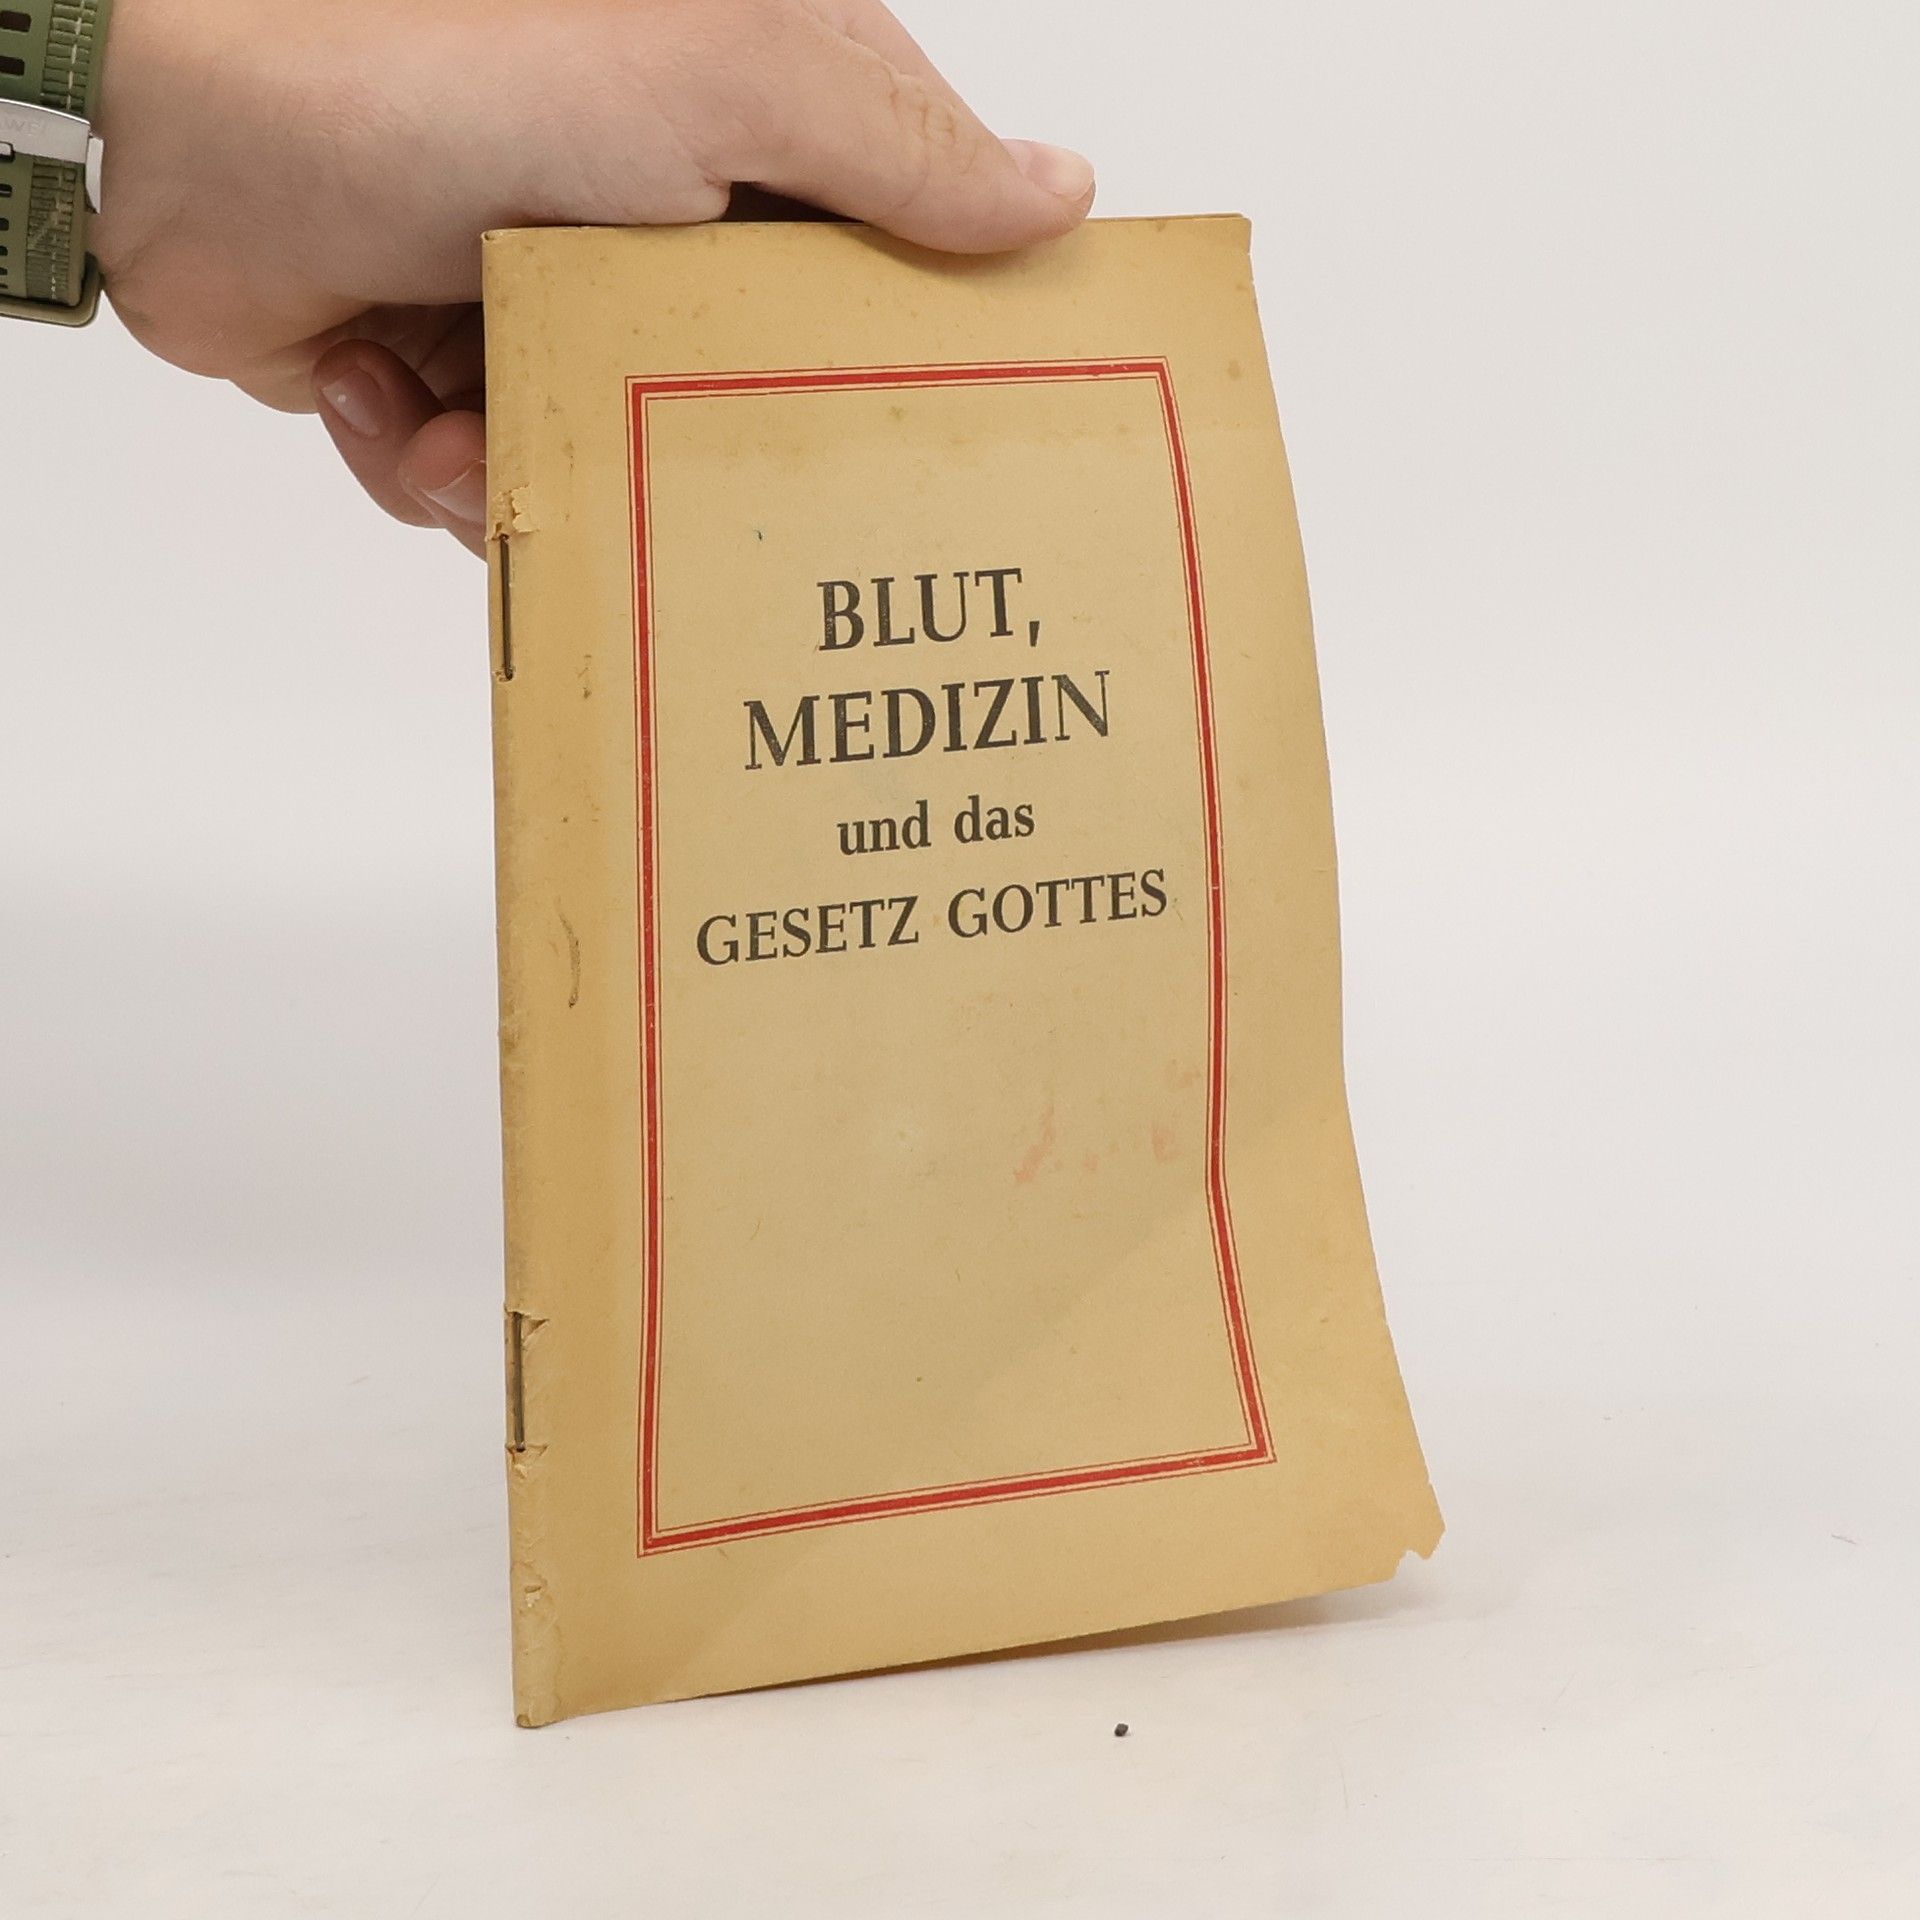 BLUT,
MEDIZIN
und das
GESETZ GOTTES